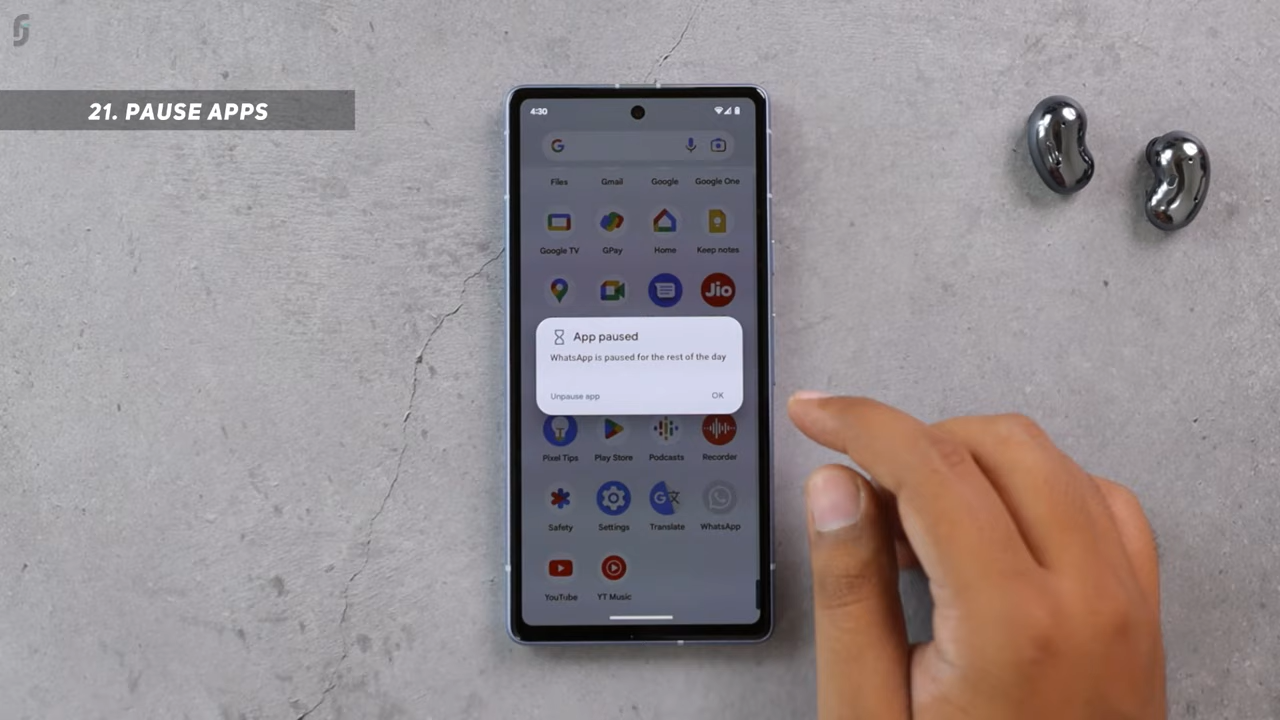 21. PAUSE APPS
4:30
Files Gmail Google Google One
Google TV GPay Home Keep notes
Jio
App paused
WhatsApp is paused for the rest of the day
Unpause app OK
Pixel Tips Play Store Podcasts Recorder
Safety Settings Translate WhatsApp
YouTube YT Music